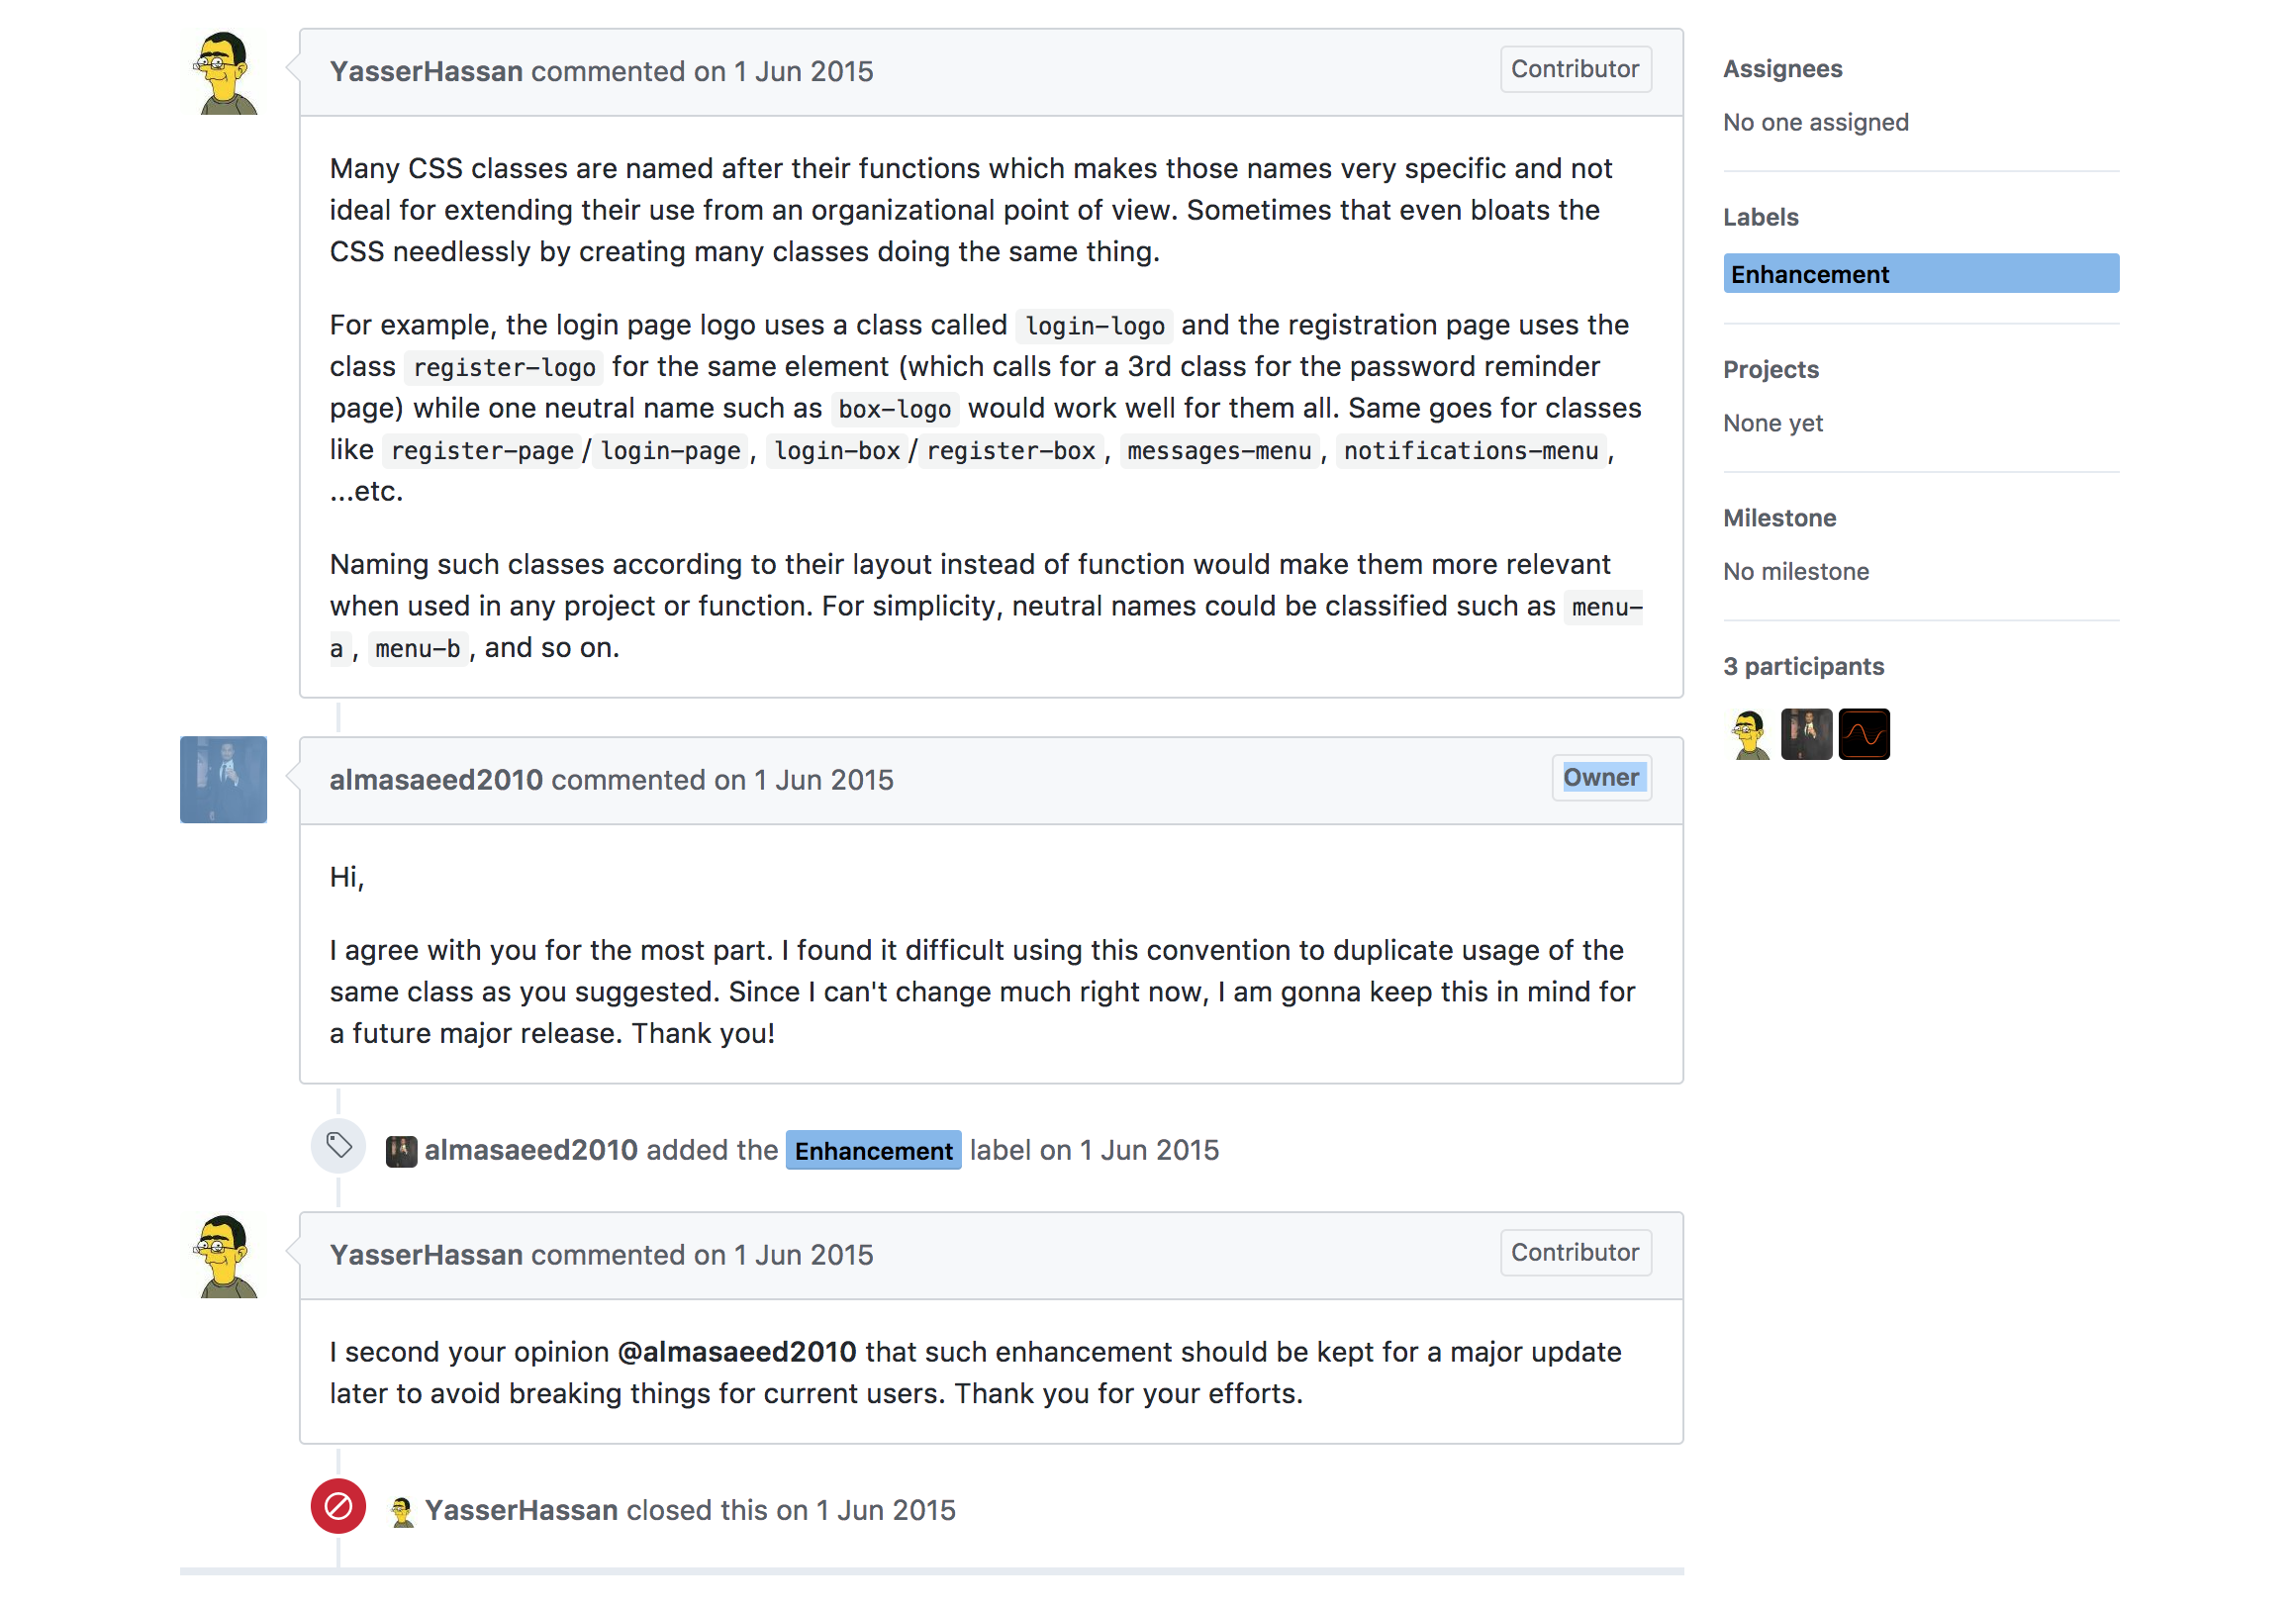 YasserHassan commented on 1 Jun 2015
Contributor
Many CSS classes are named after their functions which makes those names very specific and not
ideal for extending their use from an organizational point of view. Sometimes that even bloats the
CSS needlessly by creating many classes doing the same thing.
For example, the login page logo uses a class called login-logo and the registration page uses the
class register-logo for the same element (which calls for a 3rd class for the password reminder
page) while one neutral name such as box-logo would work well for them all. Same goes for classes
like register-page/login-page, login-box/register-box, messages-menu, notifications-menu,
...etc.
Naming such classes according to their layout instead of function would make them more relevant
when used in any project or function. For simplicity, neutral names could be classified such as menu-
a, menu-b, and so on.
almasaeed2010 commented on 1 Jun 2015
Owner
Hi,
I agree with you for the most part. I found it difficult using this convention to duplicate usage of the
same class as you suggested. Since I can't change much right now, I am gonna keep this in mind for
a future major release. Thank you!
almasaeed2010 added the Enhancement label on 1 Jun 2015
YasserHassan commented on 1 Jun 2015
Contributor
I second your opinion @almasaeed2010 that such enhancement should be kept for a major update
later to avoid breaking things for current users. Thank you for your efforts.
YasserHassan closed this on 1 Jun 2015
Assignees
No one assigned
Labels
Enhancement
Projects
None yet
Milestone
No milestone
3 participants